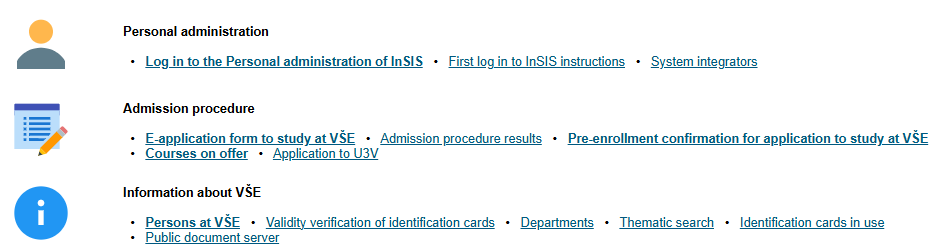 Personal administration
• Log in to the Personal administration of InSIS • First log in to InSIS instructions • System integrators
Admission procedure
• E-application form to study at VŠE • Admission procedure results • Pre-enrollment confirmation for application to study at VŠE
• Courses on offer • Application to U3V
Information about VŠE
• Persons at VŠE • Validity verification of identification cards • Departments • Thematic search • Identification cards in use
• Public document server